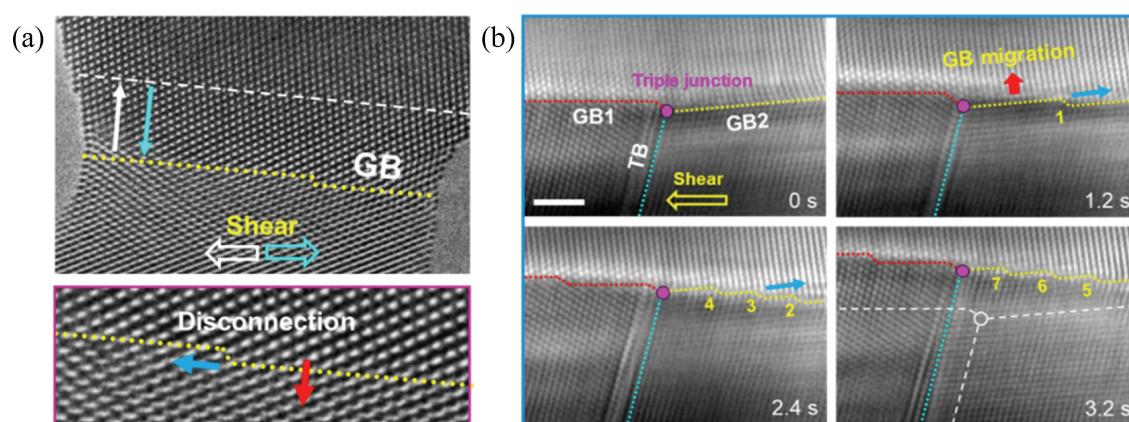 (a)
GB
Shear
Disconnection
(b)
Triple junction
GB1
GB2
TB
Shear
0 s
GB migration
1
1.2 s
4
3
2
2.4 s
7
6
5
3.2 s